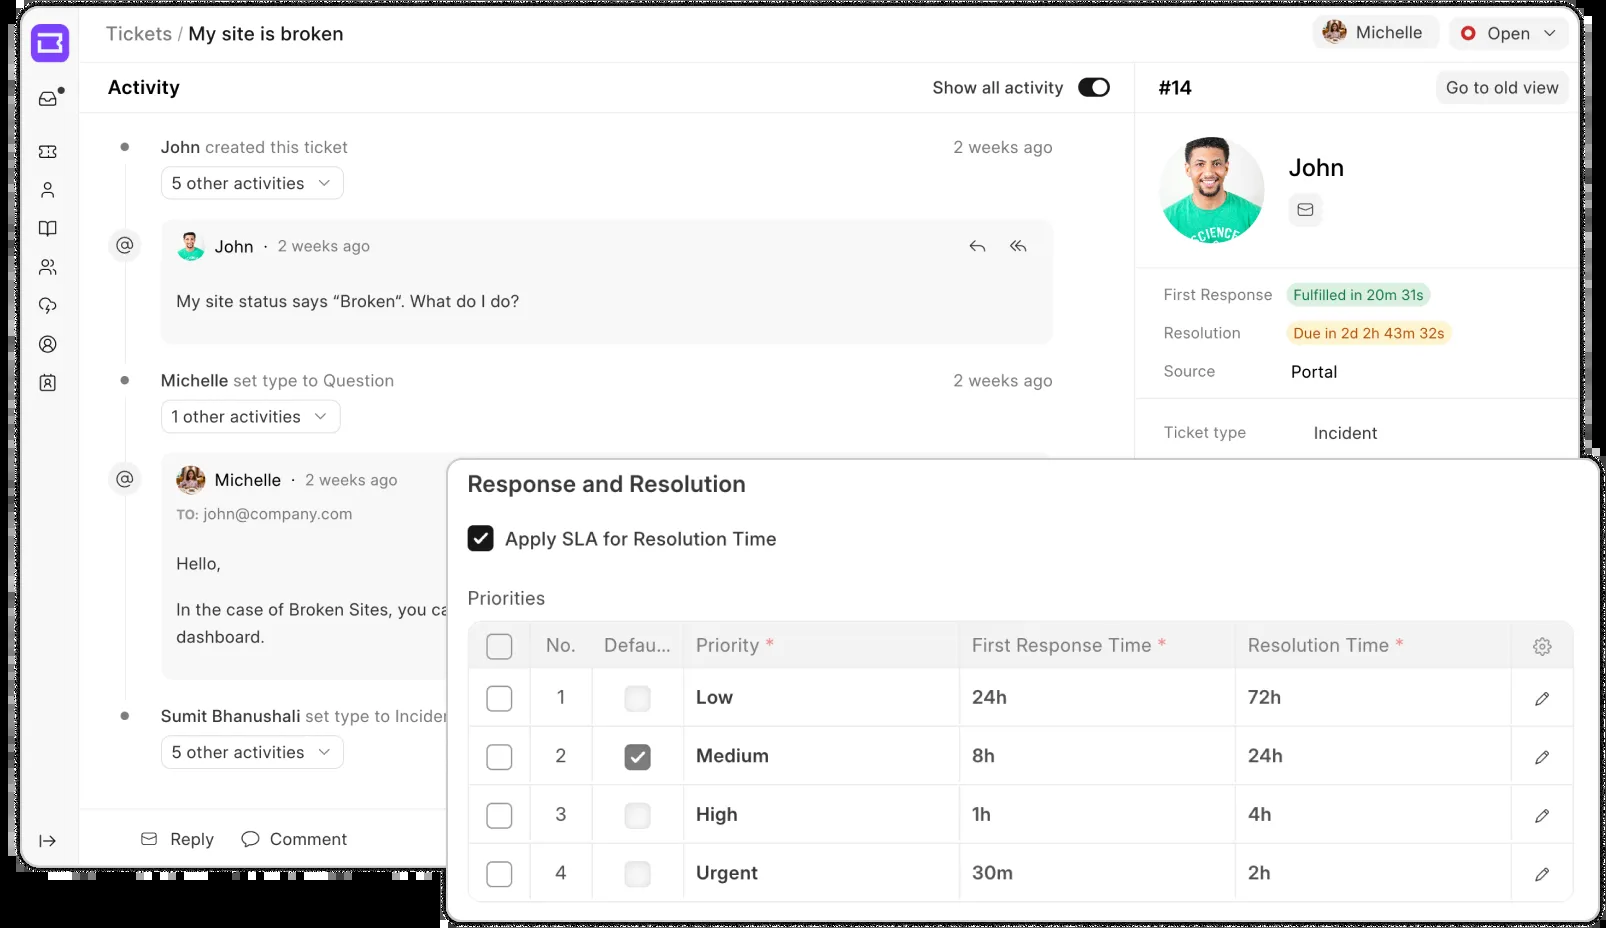 Tickets / My site is broken
Michelle
Open
Activity
Show all activity
#14
Go to old view
John created this ticket
2 weeks ago
5 other activities
John
John · 2 weeks ago
My site status says “Broken“. What do I do?
SCIENCE
First Response Fulfilled in 20m 31s
Resolution Due in 2d 2h 43m 32s
Source Portal
Ticket type Incident
Michelle set type to Question
2 weeks ago
1 other activities
@ Michelle · 2 weeks ago
TO: john@company.com
Hello,
In the case of Broken Sites, you ca
dashboard.
Sumit Bhanushali set type to Inciden
5 other activities
Reply
Comment
Response and Resolution
Apply SLA for Resolution Time
Priorities
No. Defau... Priority * First Response Time * Resolution Time *
1 Low 24h 72h
2 Medium 8h 24h
3 High 1h 4h
4 Urgent 30m 2h